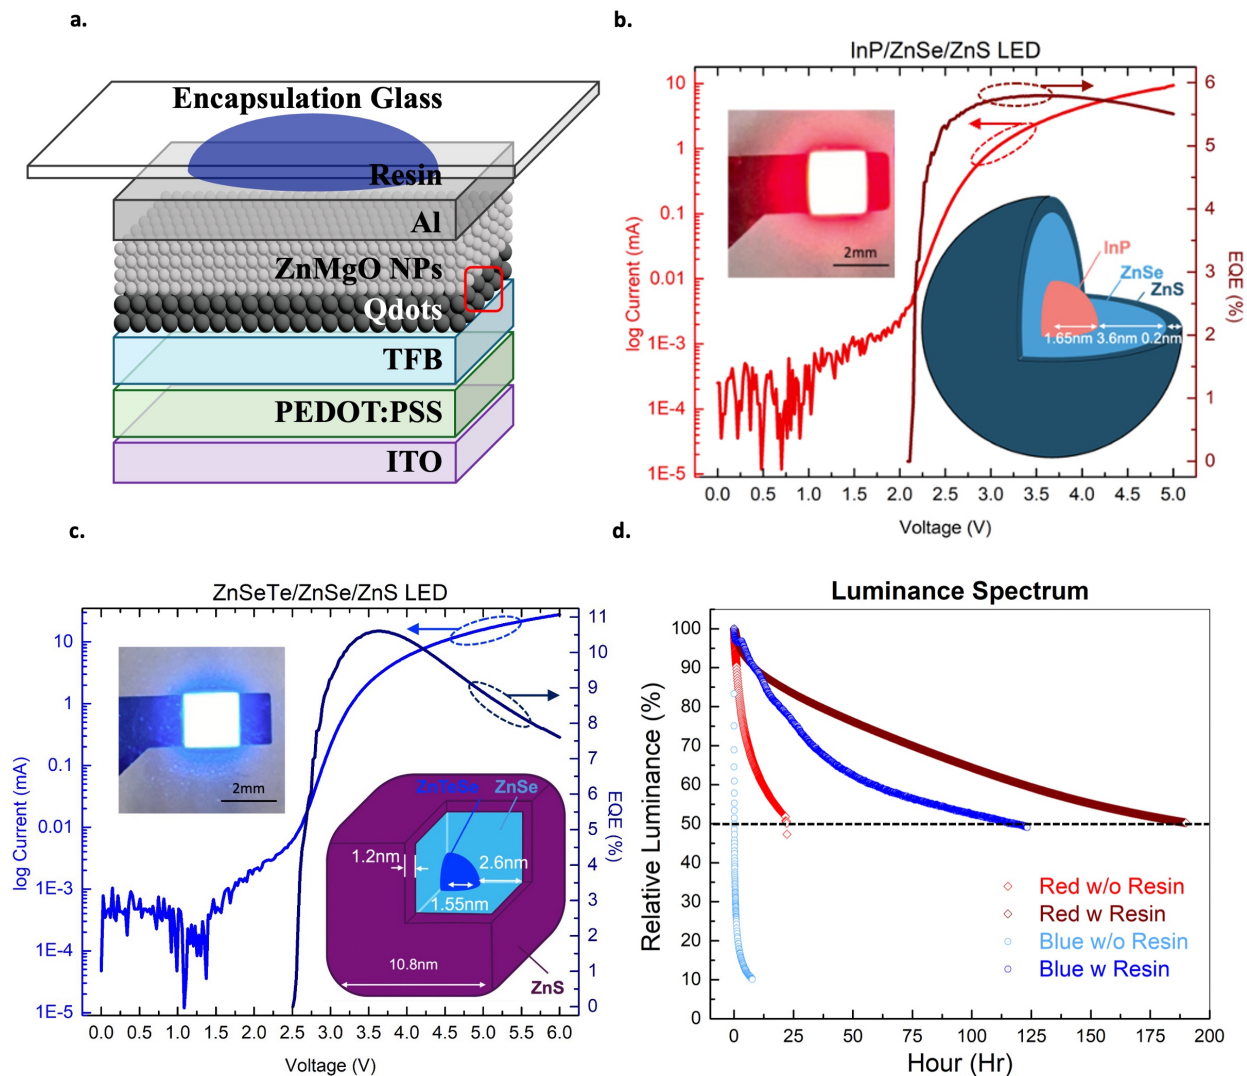 a.
Encapsulation Glass
Resin
Al
ZnMgO NPs
Qdots
TFB
PEDOT:PSS
ITO
b.
InP/ZnSe/ZnS LED
log Current (mA)
10
1
0.1
0.01
1E-3
1E-4
1E-5
2mm
InP
ZnSe
ZnS
1.65nm 3.6nm 0.2nm
6
5
4
3
2
1
0
EQE (%)
0.0 0.5 1.0 1.5 2.0 2.5 3.0 3.5 4.0 4.5 5.0
Voltage (V)
c.
ZnSeTe/ZnSe/ZnS LED
log Current (mA)
10
1
0.1
0.01
1E-3
1E-4
1E-5
2mm
ZnTeSe
ZnSe
1.2nm
2.6nm
1.55nm
10.8nm
ZnS
11
10
9
8
7
6
5
4
3
2
1
0
EQE (%)
0.0 0.5 1.0 1.5 2.0 2.5 3.0 3.5 4.0 4.5 5.0 5.5 6.0
Voltage (V)
d.
Luminance Spectrum
Relative Luminance (%)
100
90
80
70
60
50
40
30
20
10
Red w/o Resin
Red w Resin
Blue w/o Resin
Blue w Resin
0 25 50 75 100 125 150 175 200
Hour (Hr)